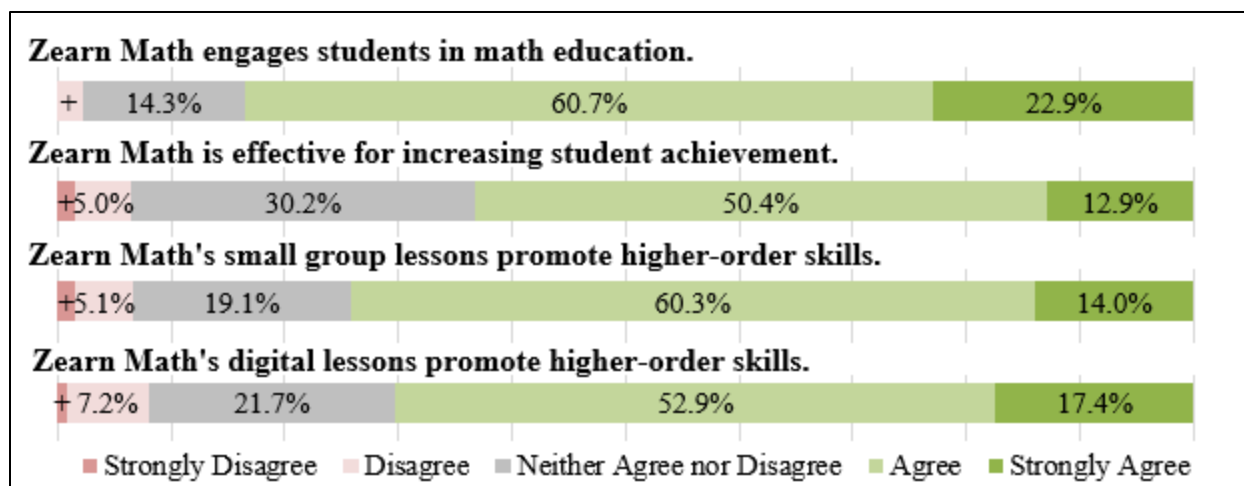 Zearn Math engages students in math education.
+ 14.3% 60.7% 22.9%
Zearn Math is effective for increasing student achievement.
+5.0% 30.2% 50.4% 12.9%
Zearn Math's small group lessons promote higher-order skills.
+5.1% 19.1% 60.3% 14.0%
Zearn Math's digital lessons promote higher-order skills.
+ 7.2% 21.7% 52.9% 17.4%
Strongly Disagree Disagree Neither Agree nor Disagree Agree Strongly Agree